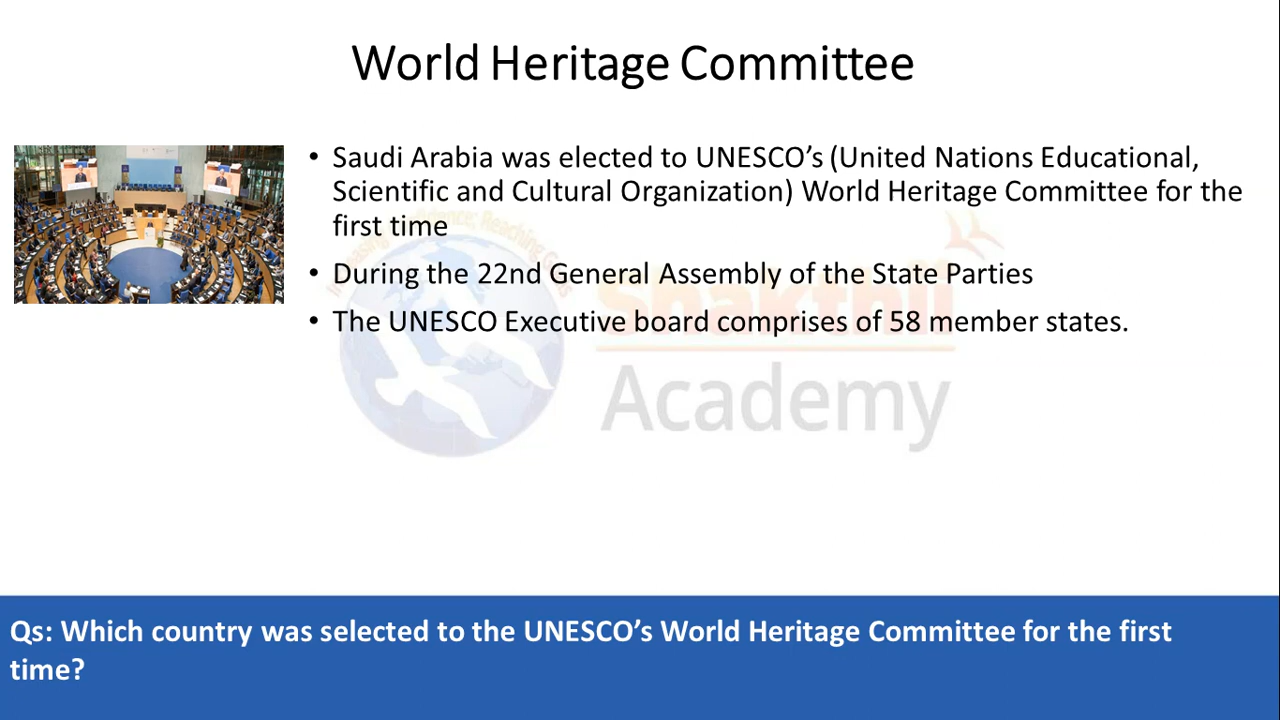 World Heritage Committee
• Saudi Arabia was elected to UNESCO’s (United Nations Educational,
Scientific and Cultural Organization) World Heritage Committee for the
first time
• During the 22nd General Assembly of the State Parties
• The UNESCO Executive board comprises of 58 member states.
Academy
Qs: Which country was selected to the UNESCO’s World Heritage Committee for the first
time?